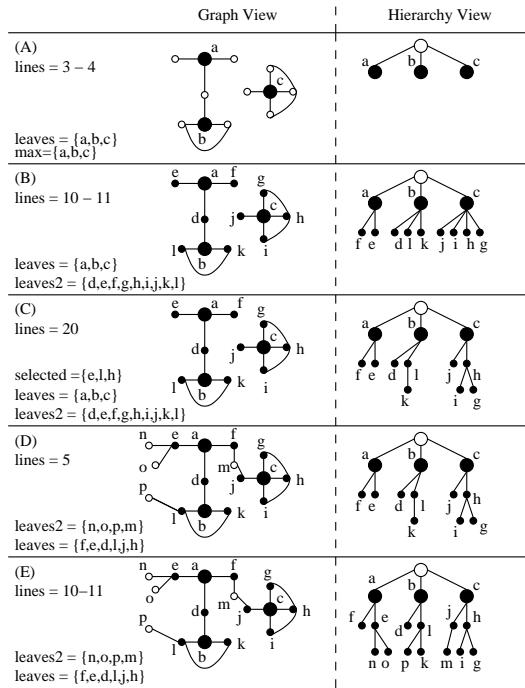 Graph View
Hierarchy View
(A)
lines = 3 – 4
leaves = {a,b,c}
max={a,b,c}
a
c
b
a
b
c
(B)
lines = 10 – 11
leaves = {a,b,c}
leaves2 = {d,e,f,g,h,i,j,k,l}
e
a
f
g
d
j
c
h
l
b
k
i
a
b
c
f e
d l k
j i h g
(C)
lines = 20
selected ={e,l,h}
leaves = {a,b,c}
leaves2 = {d,e,f,g,h,i,j,k,l}
e
a
f
g
d
j
c
h
l
b
k
i
a
b
c
f e
d
l
j
h
k
i
g
(D)
lines = 5
leaves2 = {n,o,p,m}
leaves = {f,e,d,l,j,h}
n
e
a
f
g
o
m
c
p
d
j
h
l
b
k
i
a
b
c
f e
d
l
j
h
k
i
g
(E)
lines = 10–11
leaves2 = {n,o,p,m}
leaves = {f,e,d,l,j,h}
n
e
a
f
g
o
m
c
p
d
j
h
l
b
k
i
a
b
c
f
e
d
l
j
h
n o
p
k
m
i
g